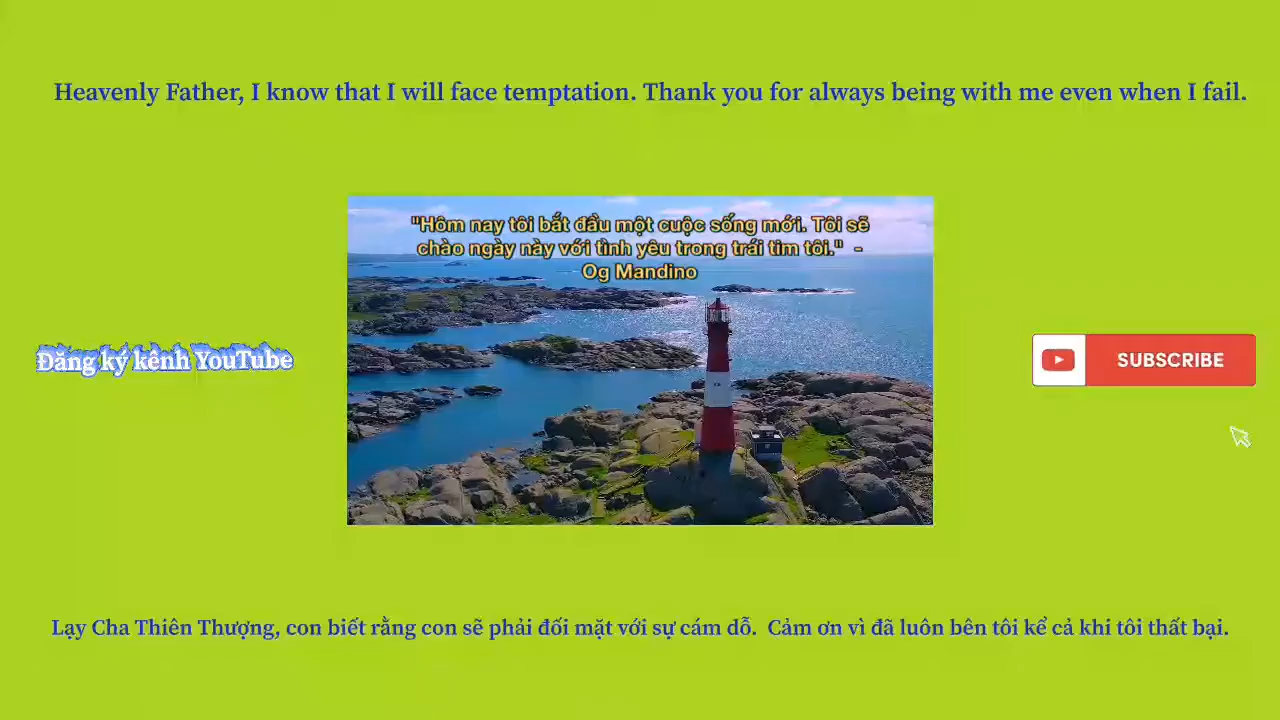 Heavenly Father, I know that I will face temptation. Thank you for always being with me even when I fail.
"Hôm nay tôi bắt đầu một cuộc sống mới. Tôi sẽ
chào ngày này với tình yêu trong trái tim tôi." -
Og Mandino
Đăng ký kênh YouTube
SUBSCRIBE
Lạy Cha Thiên Thượng, con biết rằng con sẽ phải đối mặt với sự cám dỗ. Cảm ơn vì đã luôn bên tôi kể cả khi tôi thất bại.